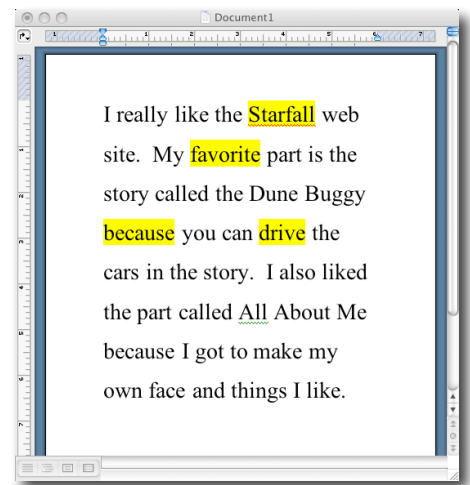 Document1
I really like the Starfall web
site.  My favorite part is the
story called the Dune Buggy
because you can drive the
cars in the story.  I also liked
the part called All About Me
because I got to make my
own face and things I like.